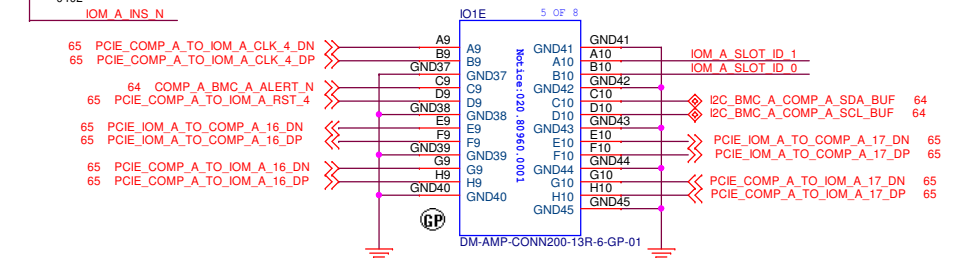 IOM_A_INS_N
IO1E 5 OF 8
65 PCIE_COMP_A_TO_IOM_A_CLK_4_DN A9 A9
65 PCIE_COMP_A_TO_IOM_A_CLK_4_DP B9 B9
GND37 GND37
64 COMP_A_BMC_A_ALERT_N C9 C9
65 PCIE_COMP_A_TO_IOM_A_RST_4 D9 D9
GND38 GND38
65 PCIE_IOM_A_TO_COMP_A_16_DN E9 E9
65 PCIE_IOM_A_TO_COMP_A_16_DP F9 F9
GND39 GND39
65 PCIE_COMP_A_TO_IOM_A_16_DN G9 G9
65 PCIE_COMP_A_TO_IOM_A_16_DP H9 H9
GND40 GND40
Notice:020.80960.0001
GND41 GND41
A10 A10 IOM_A_SLOT_ID_1
B10 B10 IOM_A_SLOT_ID_0
GND42 GND42
C10 C10 I2C_BMC_A_COMP_A_SDA_BUF 64
D10 D10 I2C_BMC_A_COMP_A_SCL_BUF 64
GND43 GND43
E10 E10 PCIE_IOM_A_TO_COMP_A_17_DN 65
F10 F10 PCIE_IOM_A_TO_COMP_A_17_DP 65
GND44 GND44
G10 G10 PCIE_COMP_A_TO_IOM_A_17_DN 65
H10 H10 PCIE_COMP_A_TO_IOM_A_17_DP 65
GND45 GND45
GP
DM-AMP-CONN200-13R-6-GP-01